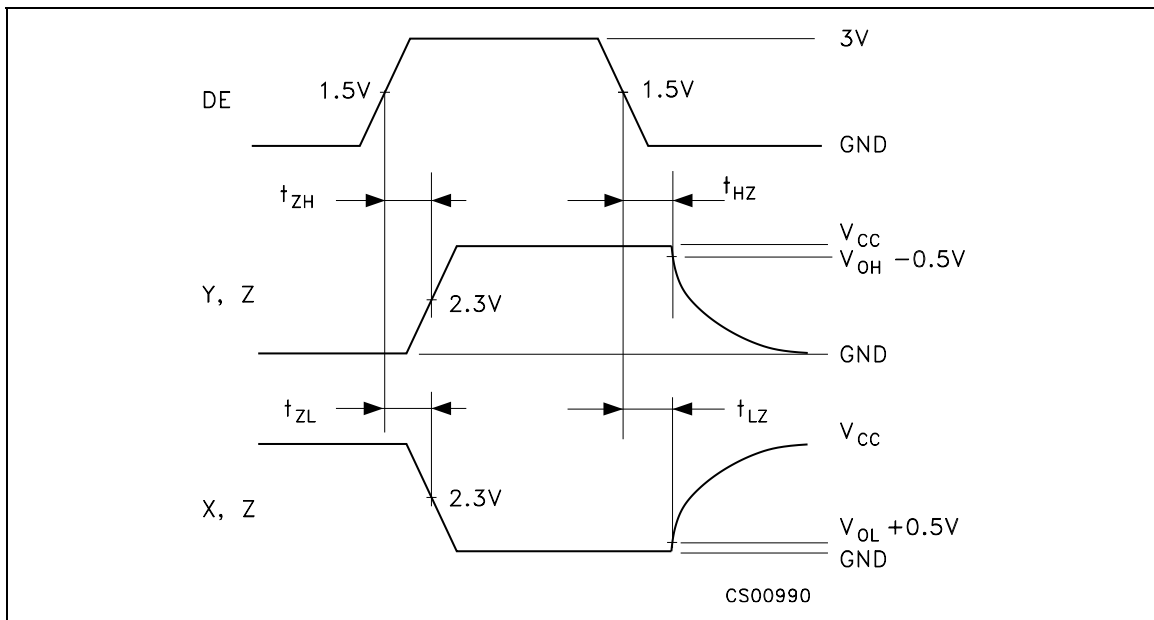 3V
DE
1.5V
1.5V
GND
tZH
tHZ
VCC
VOH −0.5V
Y, Z
2.3V
GND
tZL
tLZ
VCC
X, Z
2.3V
VOL +0.5V
GND
CS00990